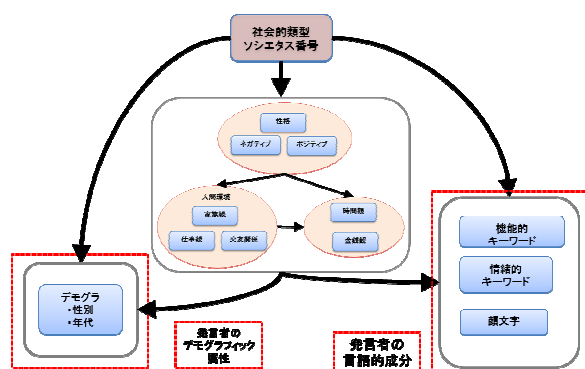 社会的類型
ソシエタス番号
性格
ネガティブ
ポジティブ
人間環境
家族観
仕事観
交友関係
時間観
金銭観
機能的
キーワード
情緒的
キーワード
顔文字
デモグラ
・性別
・年代
発言者の
デモグラフィック
属性
発言者の
言語的成分